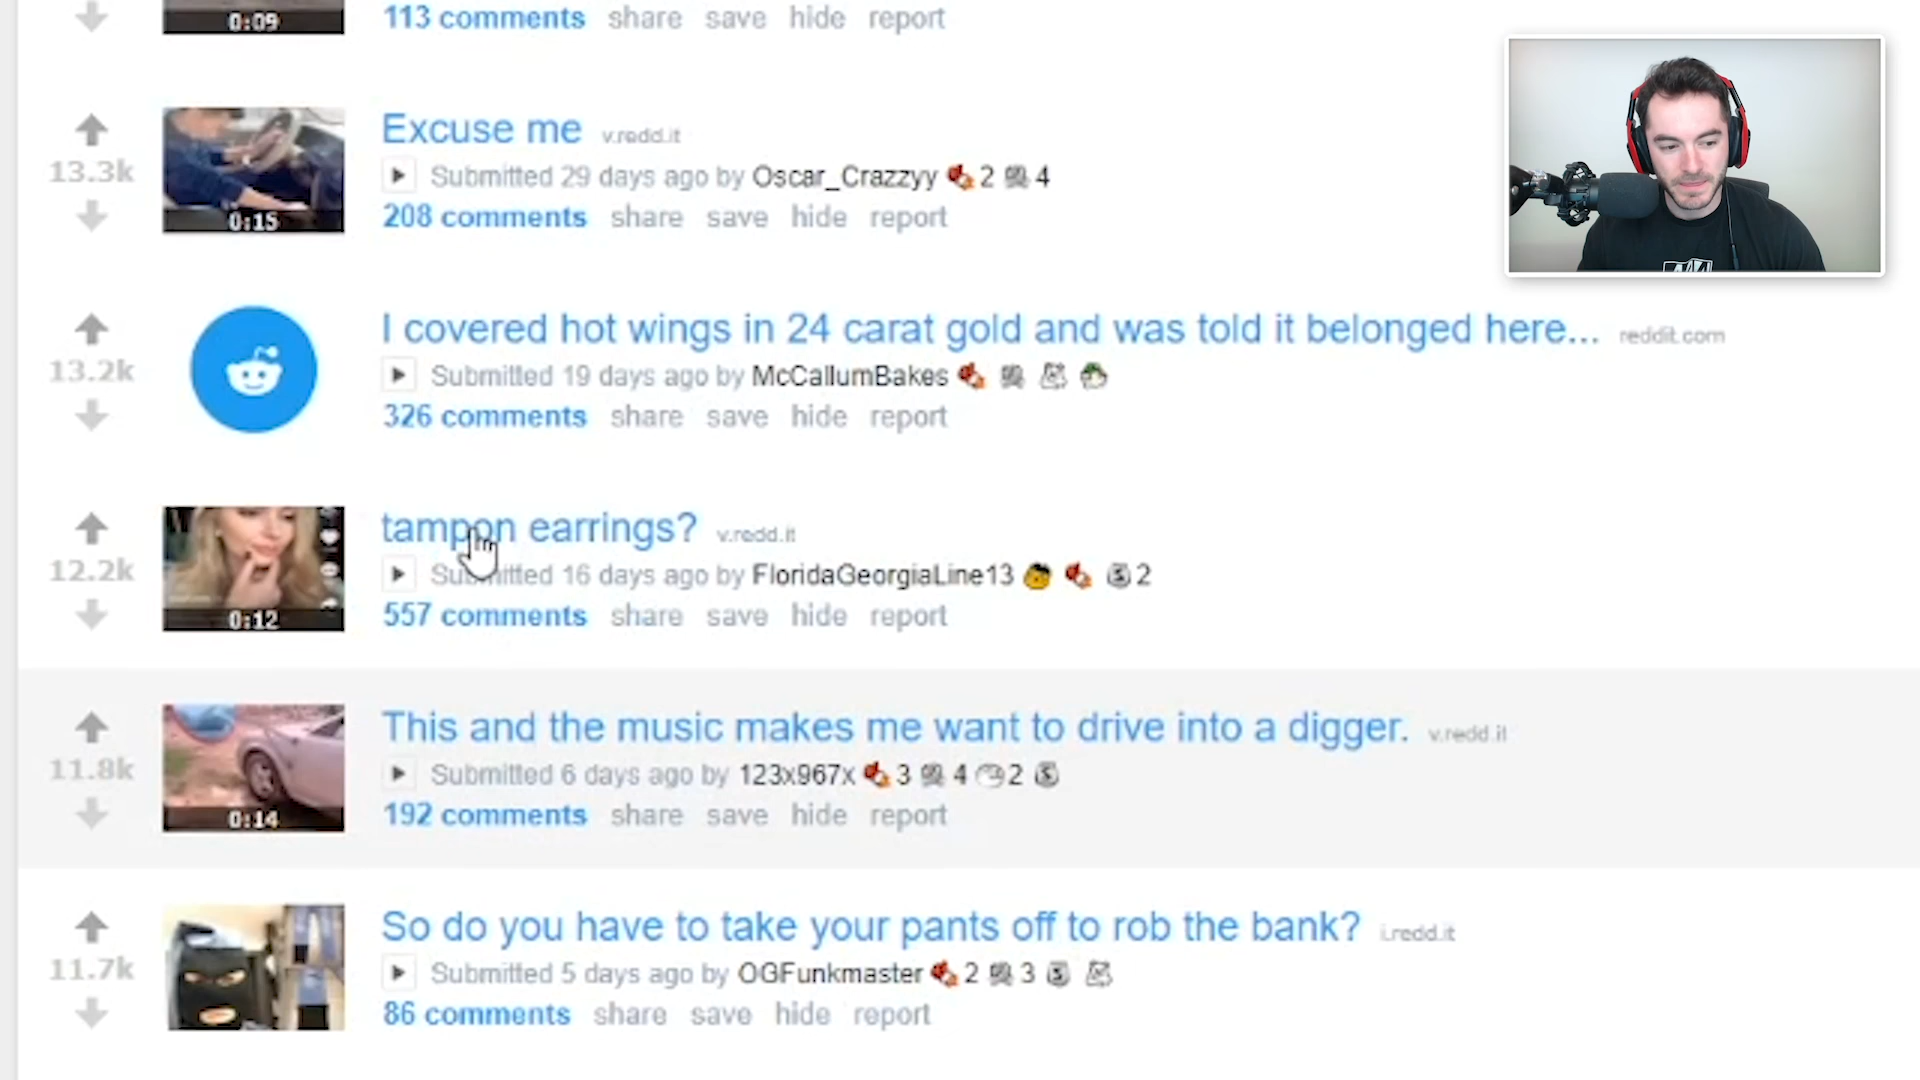 0:09
113 comments share save hide report
Excuse me v.redd.it
13.3k
Submitted 29 days ago by Oscar_Crazzyy 2 4
0:15
208 comments share save hide report
I covered hot wings in 24 carat gold and was told it belonged here... reddit.com
13.2k
Submitted 19 days ago by McCallumBakes
326 comments share save hide report
tampon earrings? v.redd.it
12.2k
Submitted 16 days ago by FloridaGeorgiaLine13 2
0:12
557 comments share save hide report
This and the music makes me want to drive into a digger. v.redd.it
11.8k
Submitted 6 days ago by 123x967x 3 4 2
0:14
192 comments share save hide report
So do you have to take your pants off to rob the bank? i.redd.it
11.7k
Submitted 5 days ago by OGFunkmaster 2 3
86 comments share save hide report